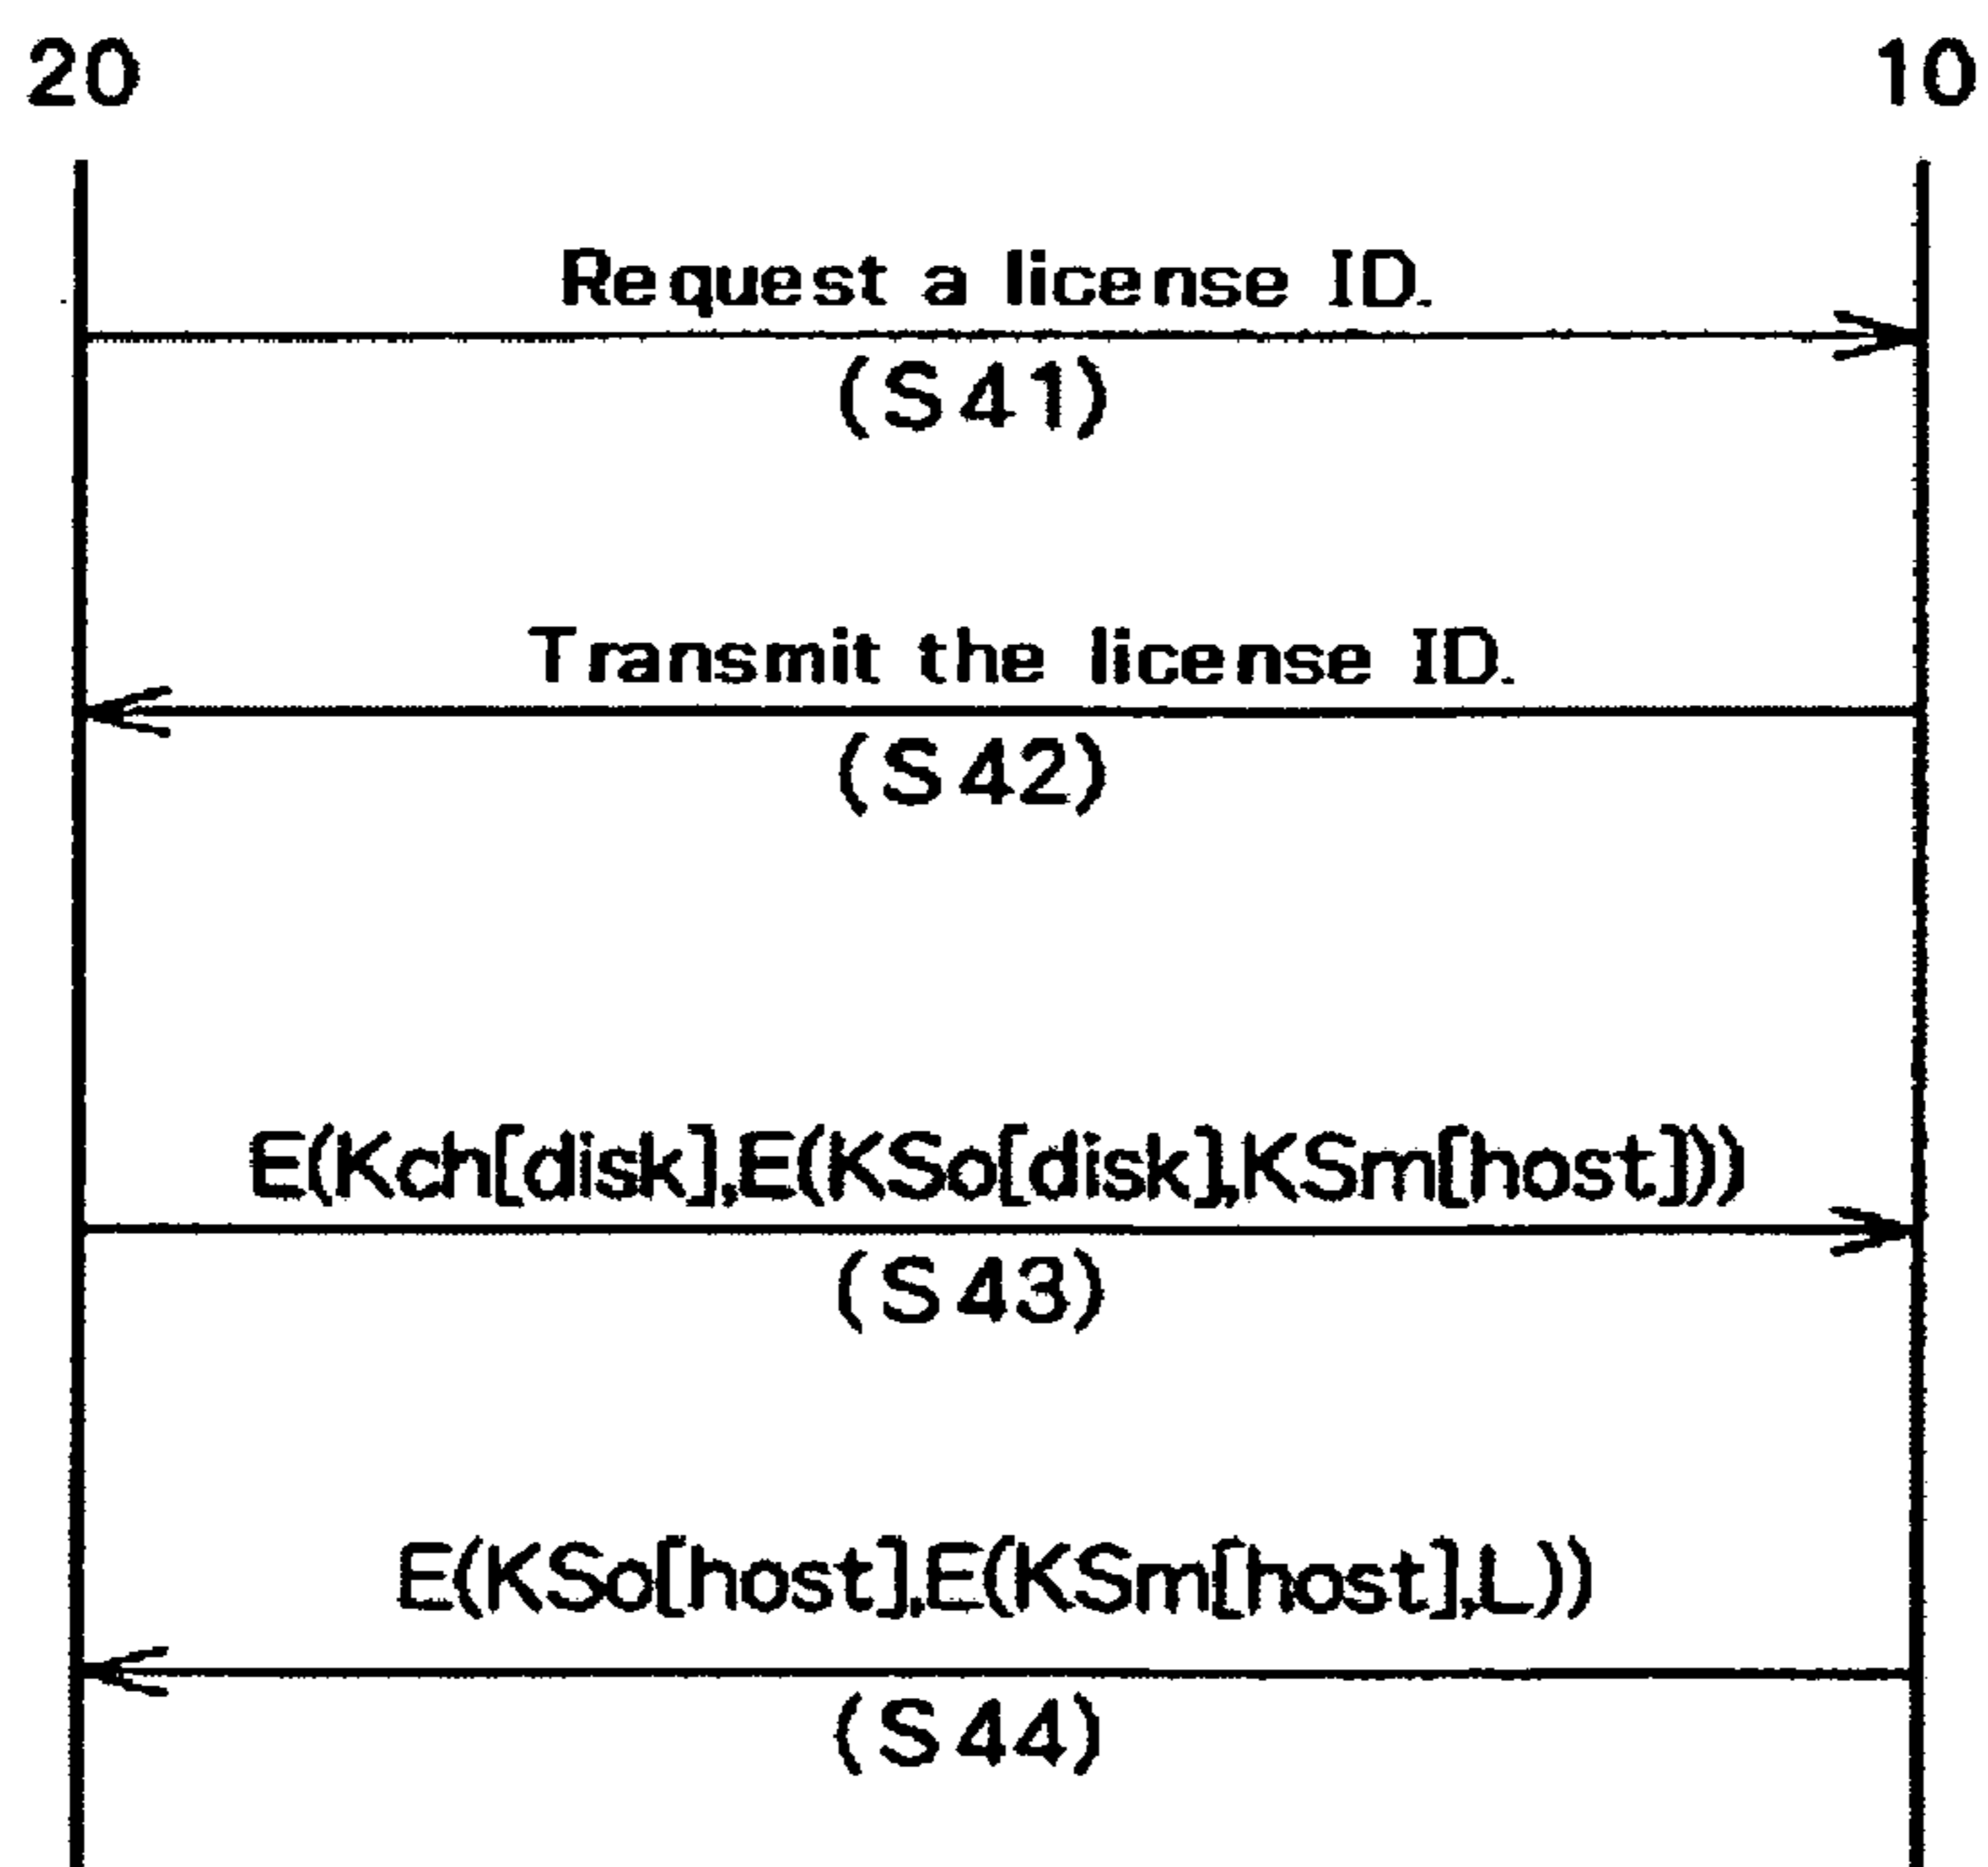 20 10
Request a license ID.
(S41)
Transmit the license ID.
(S42)
E(Kch[disk],E(KSo[disk],KSm[host]))
(S43)
E(KSo[host],E(KSm[host],L))
(S44)